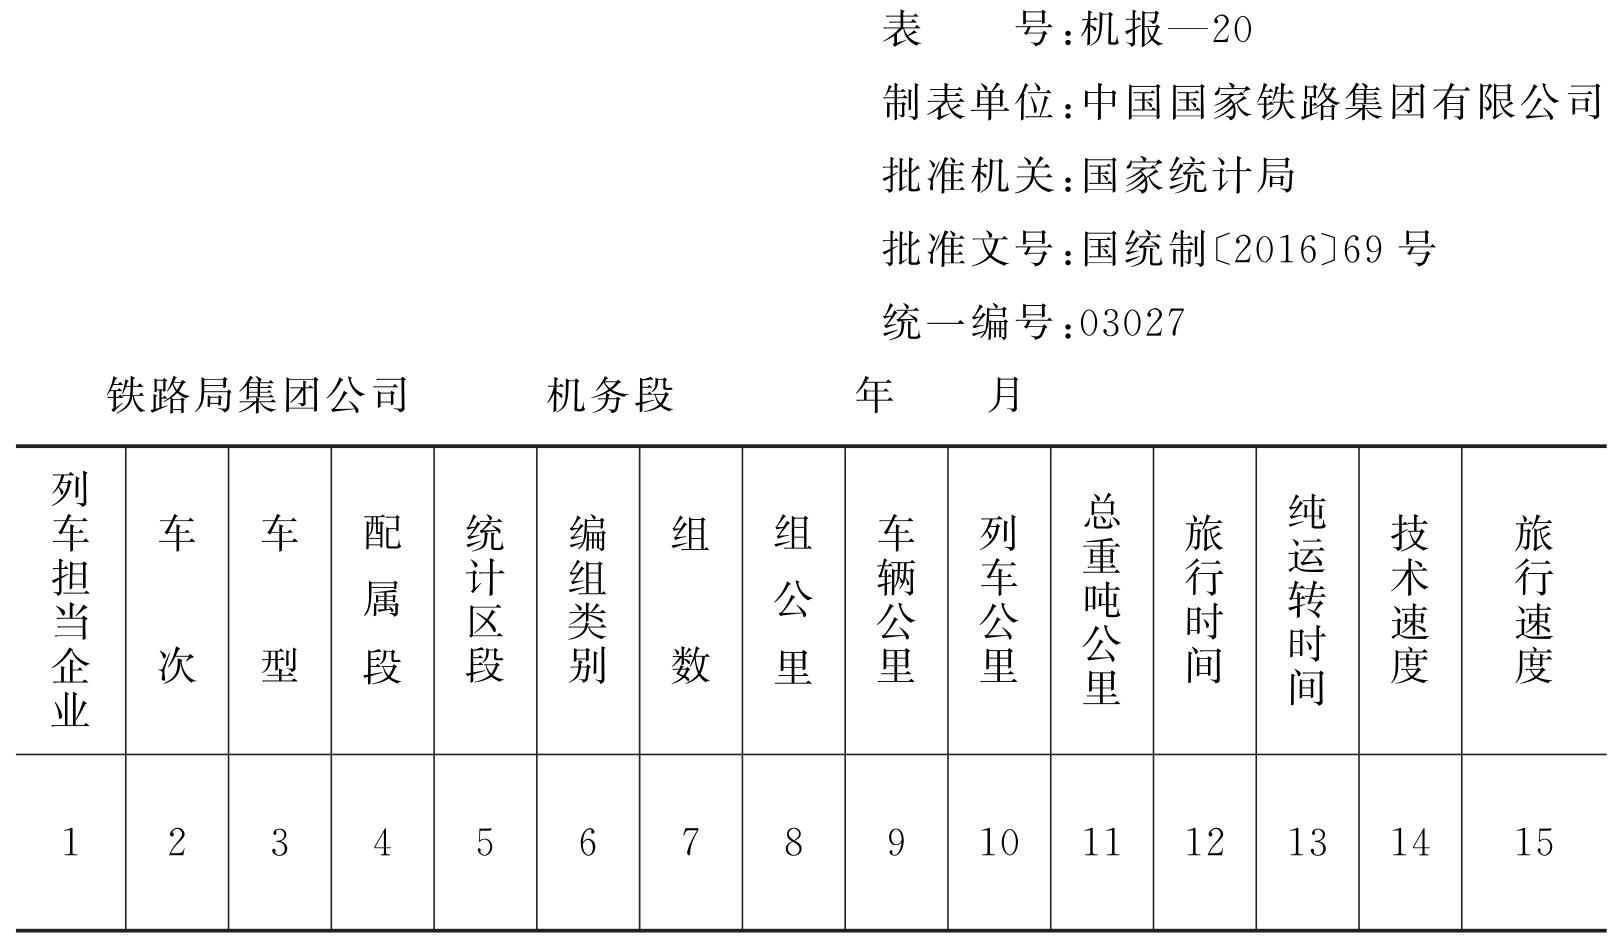 表　　号:机报—20
制表单位:中国国家铁路集团有限公司
批准机关:国家统计局
批准文号:国统制〔2016〕69 号
统一编号:03027
铁路局集团公司　　　机务段　　　　年　　月
列车担当企业
车次
车型
配属段
统计区段
编组类别
组数
组公里
车辆公里
列车公里
总重吨公里
旅行时间
纯运转时间
技术速度
旅行速度
1 2 3 4 5 6 7 8 9 10 11 12 13 14 15